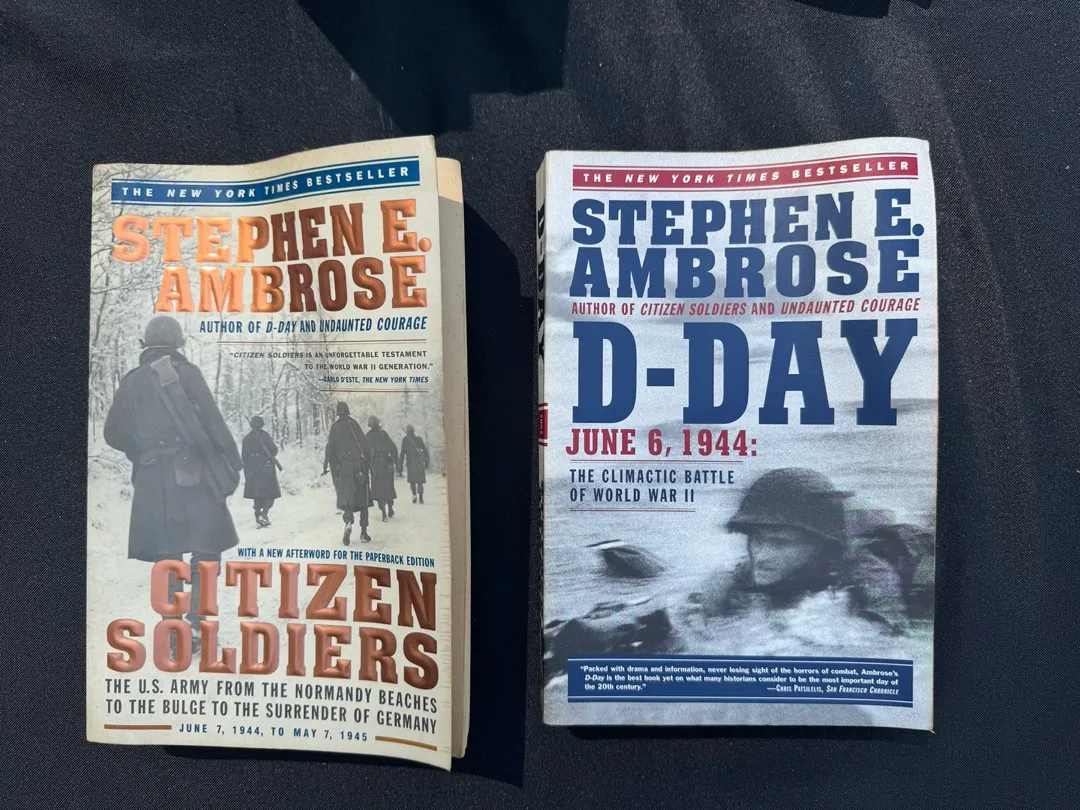 THE NEW YORK TIMES BESTSELLER
STEPHEN E.
AMBROSE
AUTHOR OF D-DAY AND UNDAUNTED COURAGE
"CITIZEN SOLDIERS IS AN UNFORGETTABLE TESTAMENT
TO THE WORLD WAR II GENERATION."
—CARLO D'ESTE, THE NEW YORK TIMES
WITH A NEW AFTERWORD FOR THE PAPERBACK EDITION
CITIZEN
SOLDIERS
THE U.S. ARMY FROM THE NORMANDY BEACHES
TO THE BULGE TO THE SURRENDER OF GERMANY
JUNE 7, 1944, TO MAY 7, 1945
THE NEW YORK TIMES BESTSELLER
STEPHEN E.
AMBROSE
AUTHOR OF CITIZEN SOLDIERS AND UNDAUNTED COURAGE
D-DAY
JUNE 6, 1944:
THE CLIMACTIC BATTLE
OF WORLD WAR II
"Packed with drama and information, never losing sight of the horrors of combat, Ambrose's
D-Day is the best book yet on what many historians consider to be the most important day of
the 20th century."
—CHRIS PATSILELIS, SAN FRANCISCO CHRONICLE